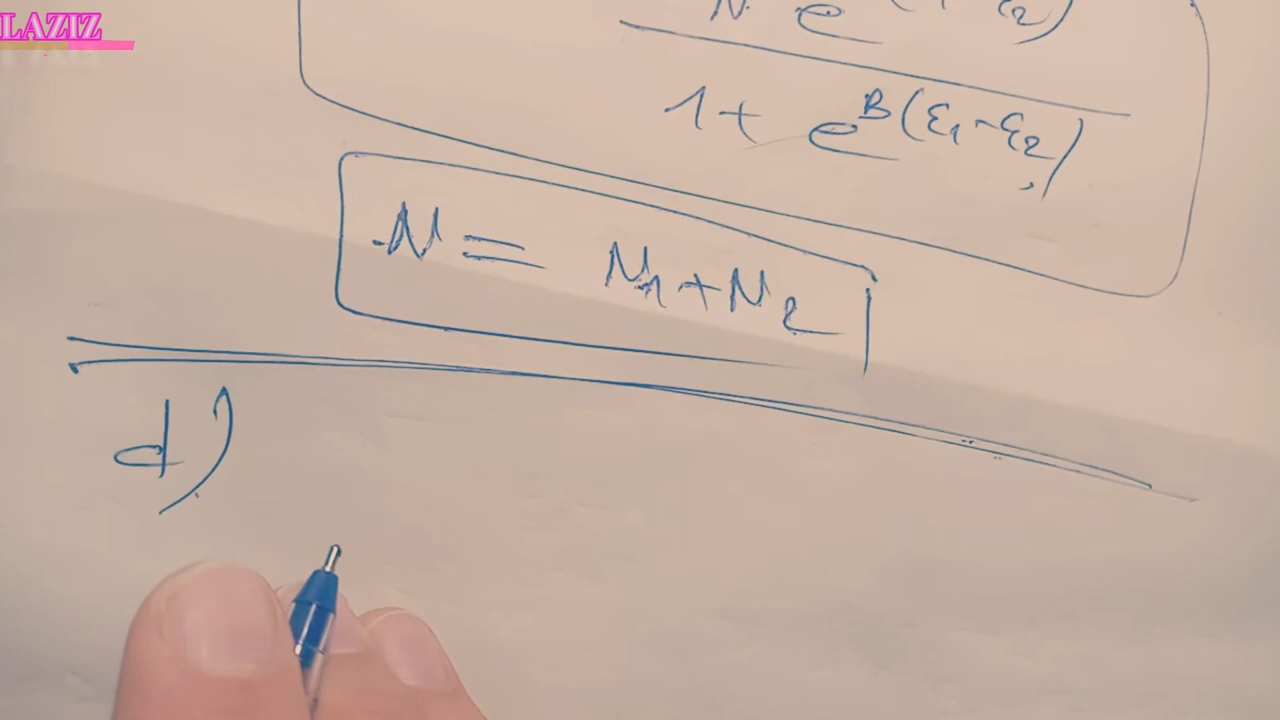 LAZIZ
N e
1 + e^{β(ε₁-ε₂)}
N = N₁+N₂
d)